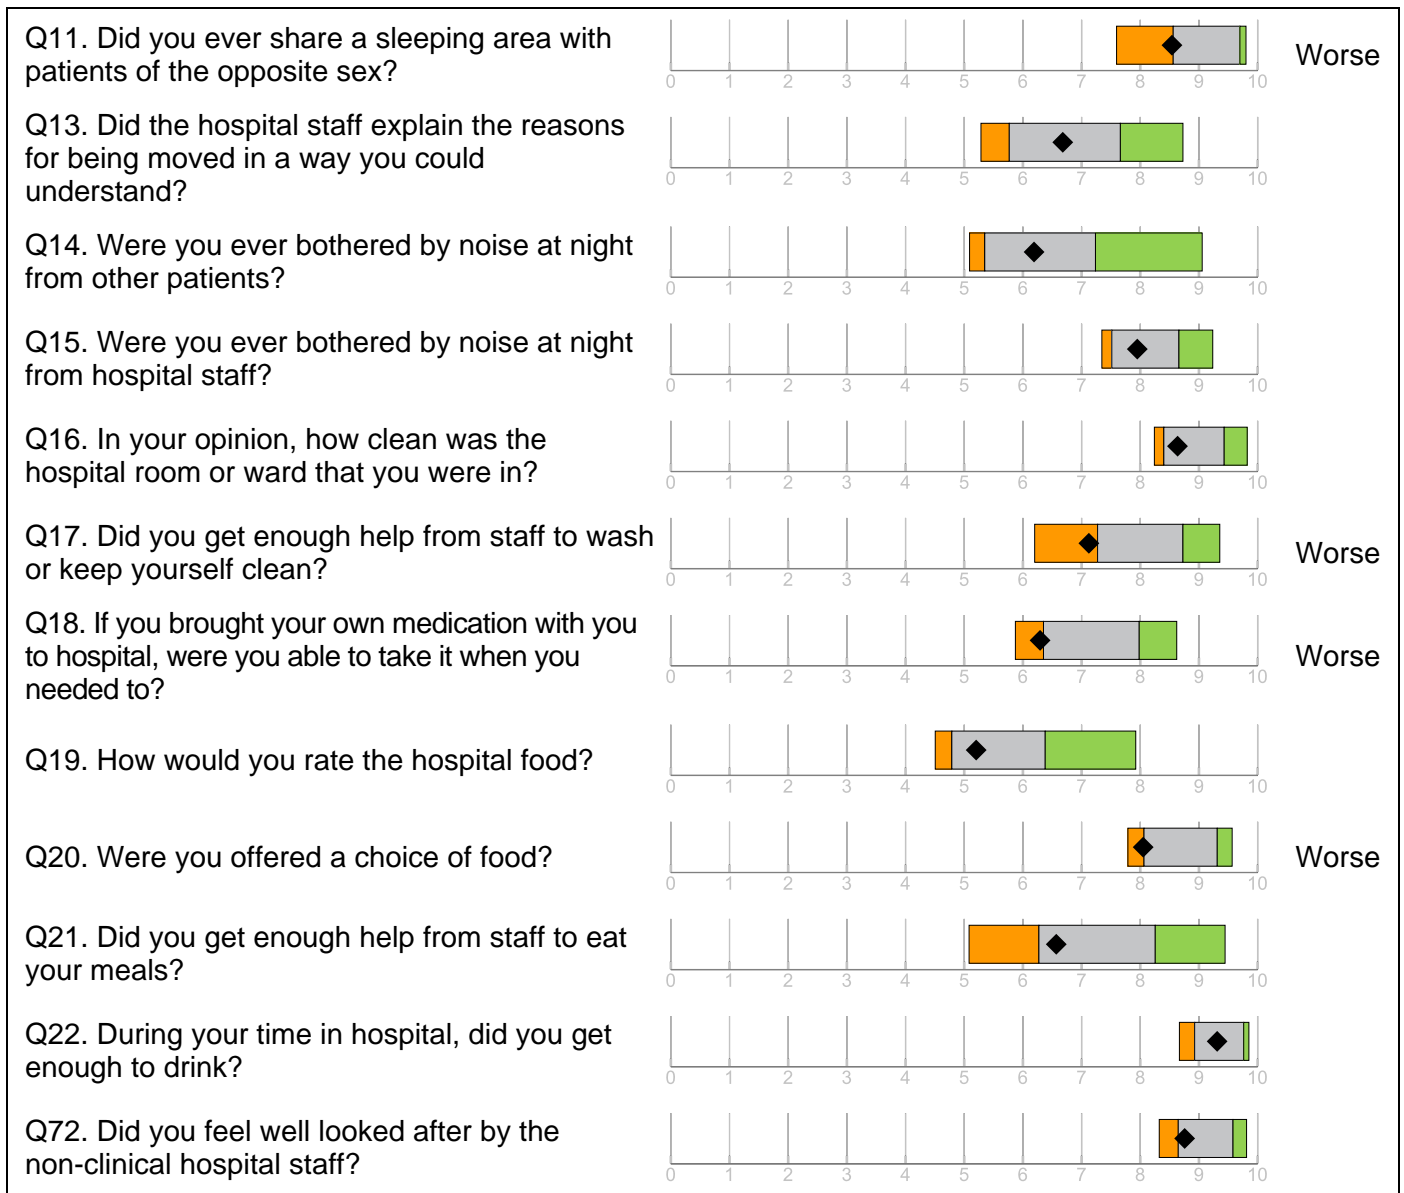 Q11. Did you ever share a sleeping area with
patients of the opposite sex?
0 1 2 3 4 5 6 7 8 9 10
Worse
Q13. Did the hospital staff explain the reasons
for being moved in a way you could
understand?
0 1 2 3 4 5 6 7 8 9 10
Q14. Were you ever bothered by noise at night
from other patients?
0 1 2 3 4 5 6 7 8 9 10
Q15. Were you ever bothered by noise at night
from hospital staff?
0 1 2 3 4 5 6 7 8 9 10
Q16. In your opinion, how clean was the
hospital room or ward that you were in?
0 1 2 3 4 5 6 7 8 9 10
Q17. Did you get enough help from staff to wash
or keep yourself clean?
0 1 2 3 4 5 6 7 8 9 10
Worse
Q18. If you brought your own medication with you
to hospital, were you able to take it when you
needed to?
0 1 2 3 4 5 6 7 8 9 10
Worse
Q19. How would you rate the hospital food?
0 1 2 3 4 5 6 7 8 9 10
Q20. Were you offered a choice of food?
0 1 2 3 4 5 6 7 8 9 10
Worse
Q21. Did you get enough help from staff to eat
your meals?
0 1 2 3 4 5 6 7 8 9 10
Q22. During your time in hospital, did you get
enough to drink?
0 1 2 3 4 5 6 7 8 9 10
Q72. Did you feel well looked after by the
non-clinical hospital staff?
0 1 2 3 4 5 6 7 8 9 10